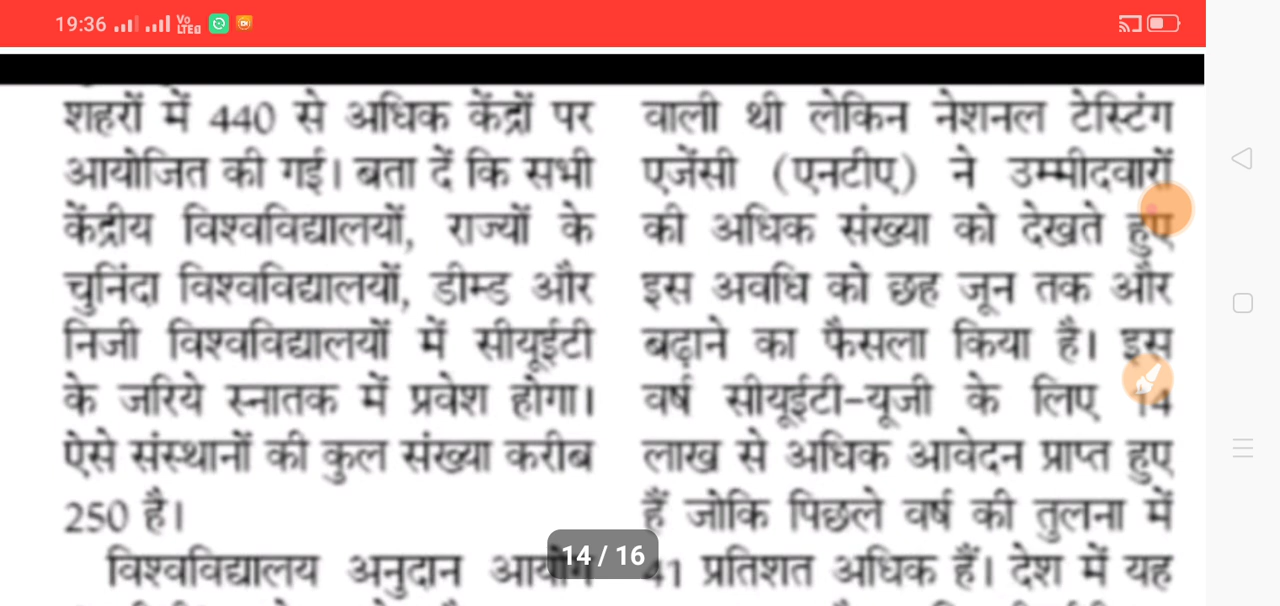 19:36
Vo
LTE
शहरों में 440 से अधिक केंद्रों पर
आयोजित की गई। बता दें कि सभी
केंद्रीय विश्वविद्यालयों, राज्यों के
चुनिंदा विश्वविद्यालयों, डीम्ड और
निजी विश्वविद्यालयों में सीयूईटी
के जरिये स्नातक में प्रवेश होगा।
ऐसे संस्थानों की कुल संख्या करीब
250 है।
विश्वविद्यालय अनुदान आयोग
वाली थी लेकिन नेशनल टेस्टिंग
एजेंसी (एनटीए) ने उम्मीदवारों
की अधिक संख्या को देखते हुए
इस अवधि को छह जून तक और
बढ़ाने का फैसला किया है। इस
वर्ष सीयूईटी-यूजी के लिए 14
लाख से अधिक आवेदन प्राप्त हुए
हैं जोकि पिछले वर्ष की तुलना में
41 प्रतिशत अधिक हैं। देश में यह
14 / 16